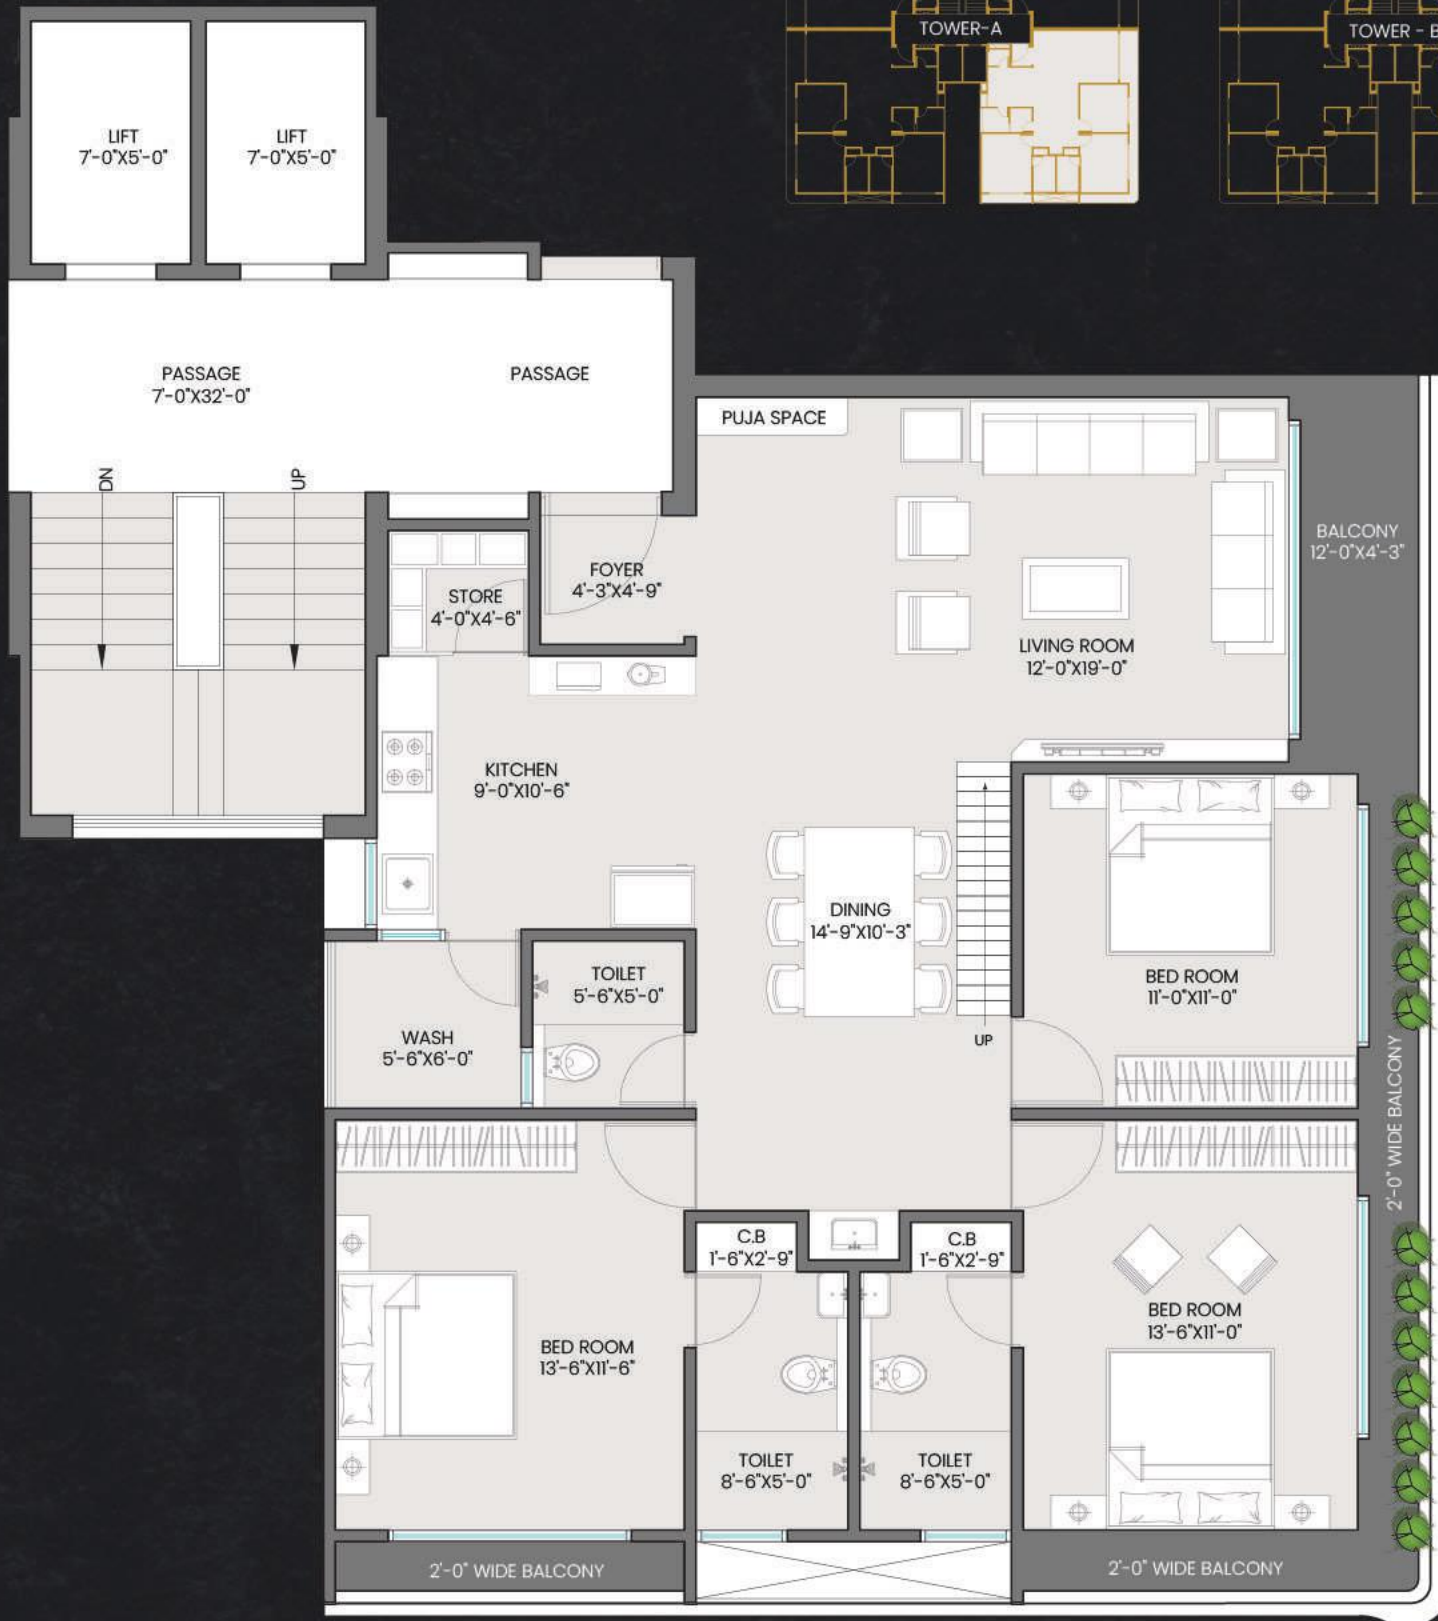 TOWER-A
TOWER - B
LIFT
7'-0"X5'-0"
LIFT
7'-0"X5'-0"
PASSAGE
7'-0"X32'-0"
PASSAGE
PUJA SPACE
DN
UP
BALCONY
12'-0"X4'-3"
FOYER
4'-3"X4'-9"
STORE
4'-0"X4'-6"
LIVING ROOM
12'-0"X19'-0"
KITCHEN
9'-0"X10'-6"
DINING
14'-9"X10'-3"
BED ROOM
11'-0"X11'-0"
TOILET
5'-6"X5'-0"
WASH
5'-6"X6'-0"
UP
2'-0" WIDE BALCONY
C.B
1'-6"X2'-9"
C.B
1'-6"X2'-9"
BED ROOM
13'-6"X11'-0"
BED ROOM
13'-6"X11'-6"
TOILET
8'-6"X5'-0"
TOILET
8'-6"X5'-0"
2'-0" WIDE BALCONY
2'-0" WIDE BALCONY